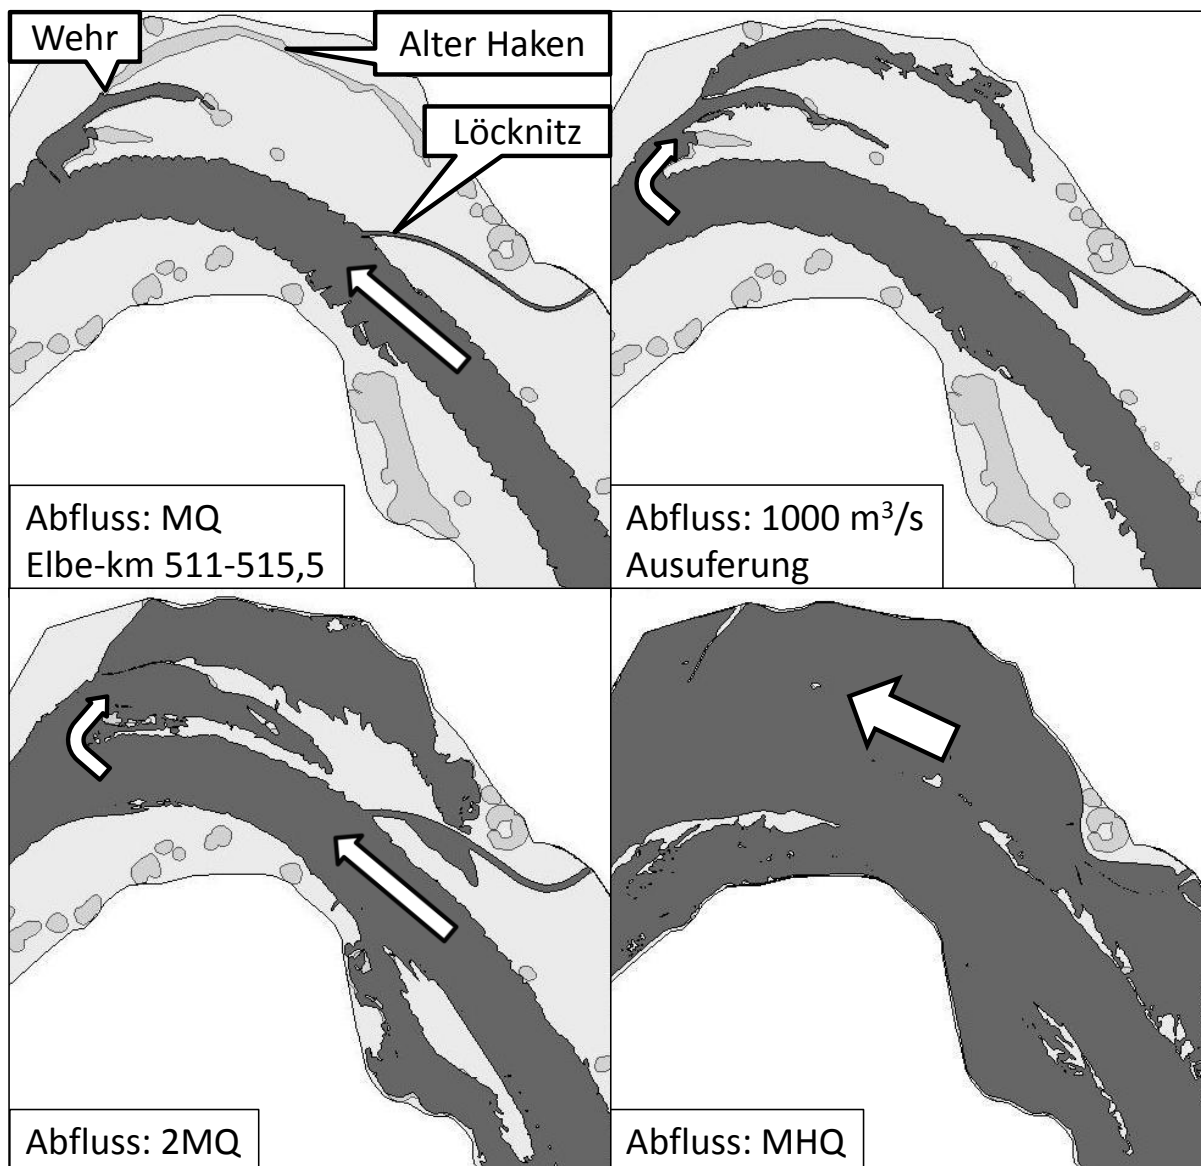 Wehr
Alter Haken
Löcknitz
Abfluss: MQ
Elbe-km 511-515,5
Abfluss: 1000 m³/s
Ausuferung
Abfluss: 2MQ
Abfluss: MHQ